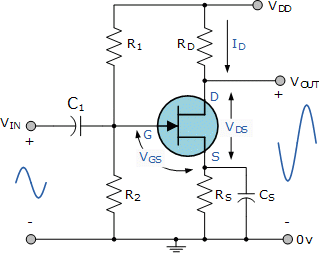 VDD
R1
RD
ID
VOUT
+
C1
D
VIN
+
G
VDS
VGS
S
R2
RS
CS
-
-
0v